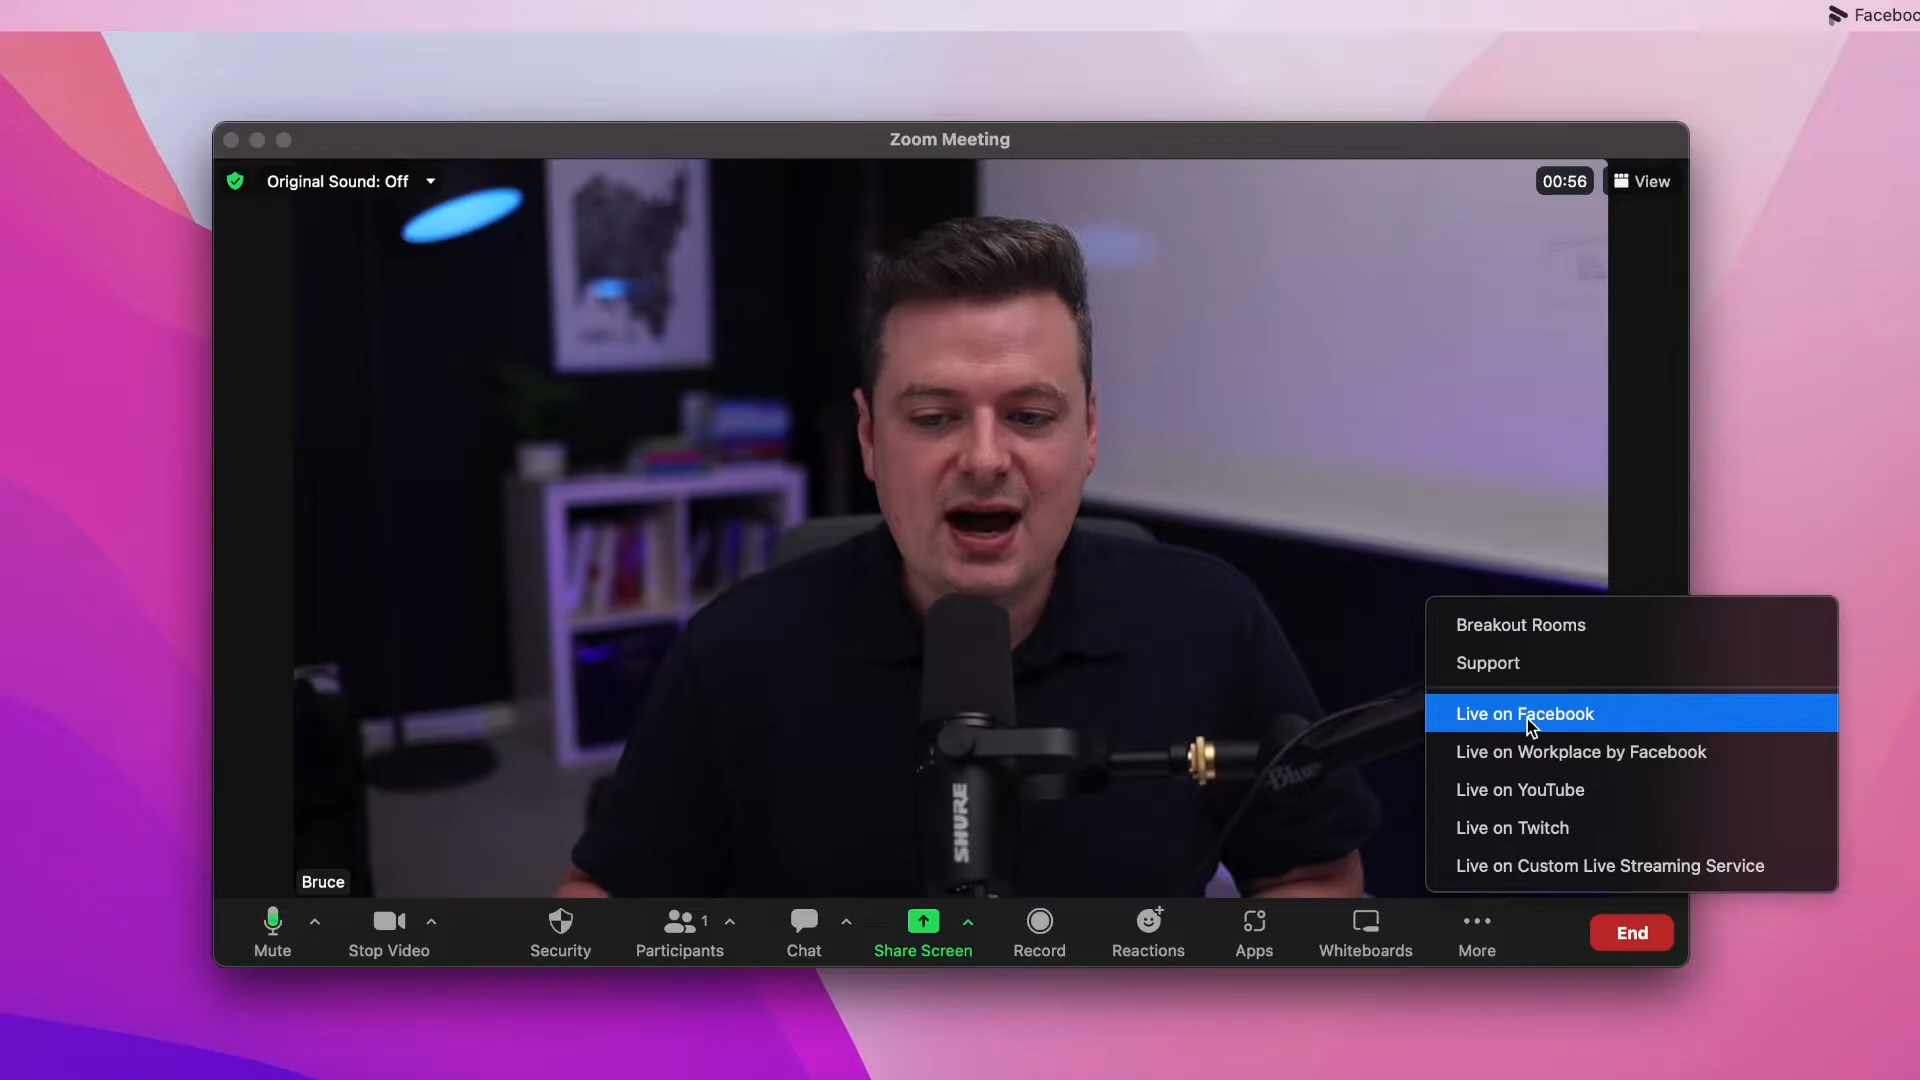 Faceboo
Zoom Meeting
Original Sound: Off
00:56
View
Breakout Rooms
Support
Live on Facebook
Live on Workplace by Facebook
Live on YouTube
Live on Twitch
Live on Custom Live Streaming Service
Blue
SHURE
Bruce
Mute
Stop Video
Security
Participants 1
Chat
Share Screen
Record
Reactions
Apps
Whiteboards
More
End